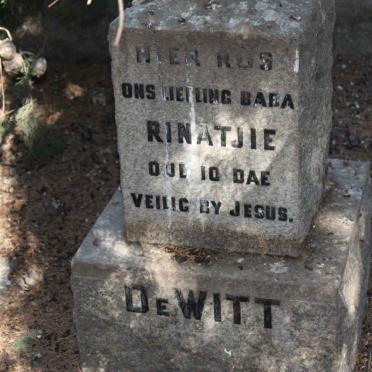 HIER RUS
ONS LIEFLING BABA
RINATJIE
OUD 10 DAE
VEILIG BY JESUS.
DEWITT